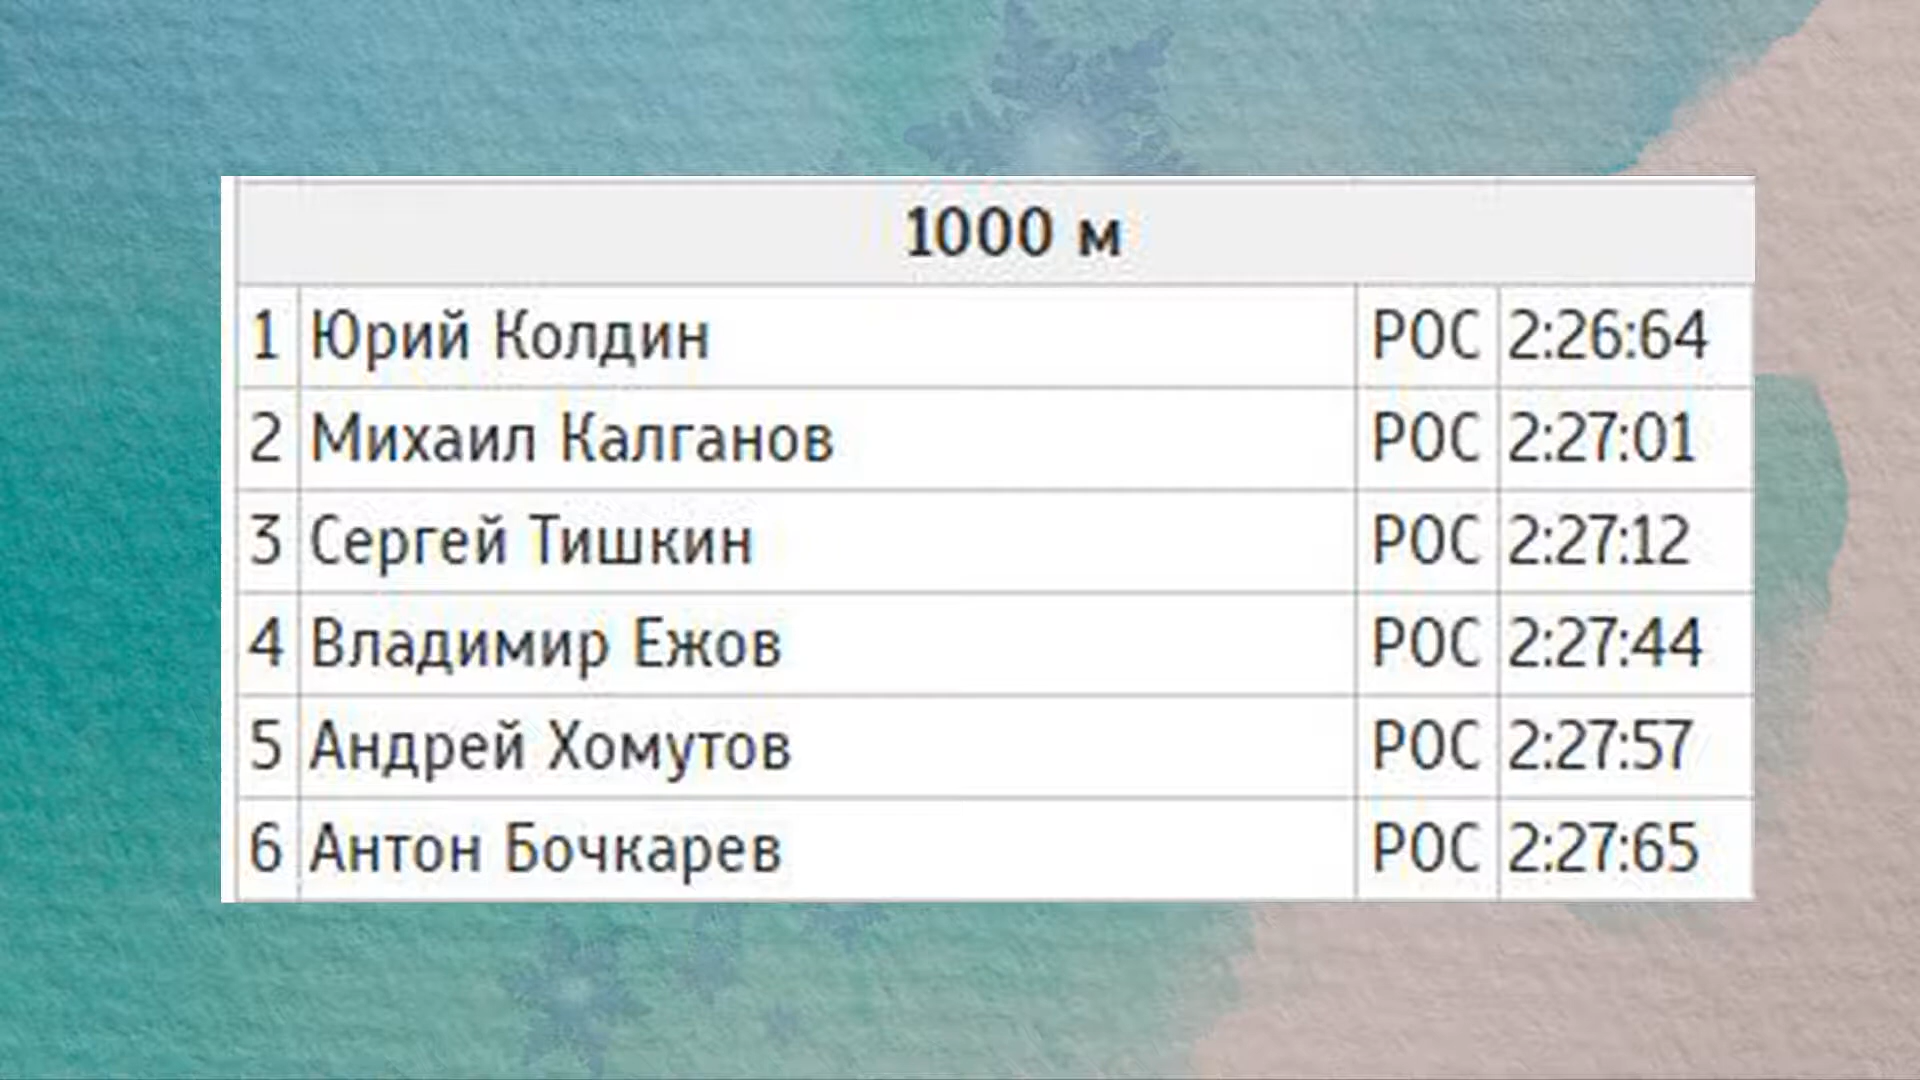 1000 м
1 Юрий Колдин РОС 2:26:64
2 Михаил Калганов РОС 2:27:01
3 Сергей Тишкин РОС 2:27:12
4 Владимир Ежов РОС 2:27:44
5 Андрей Хомутов РОС 2:27:57
6 Антон Бочкарев РОС 2:27:65